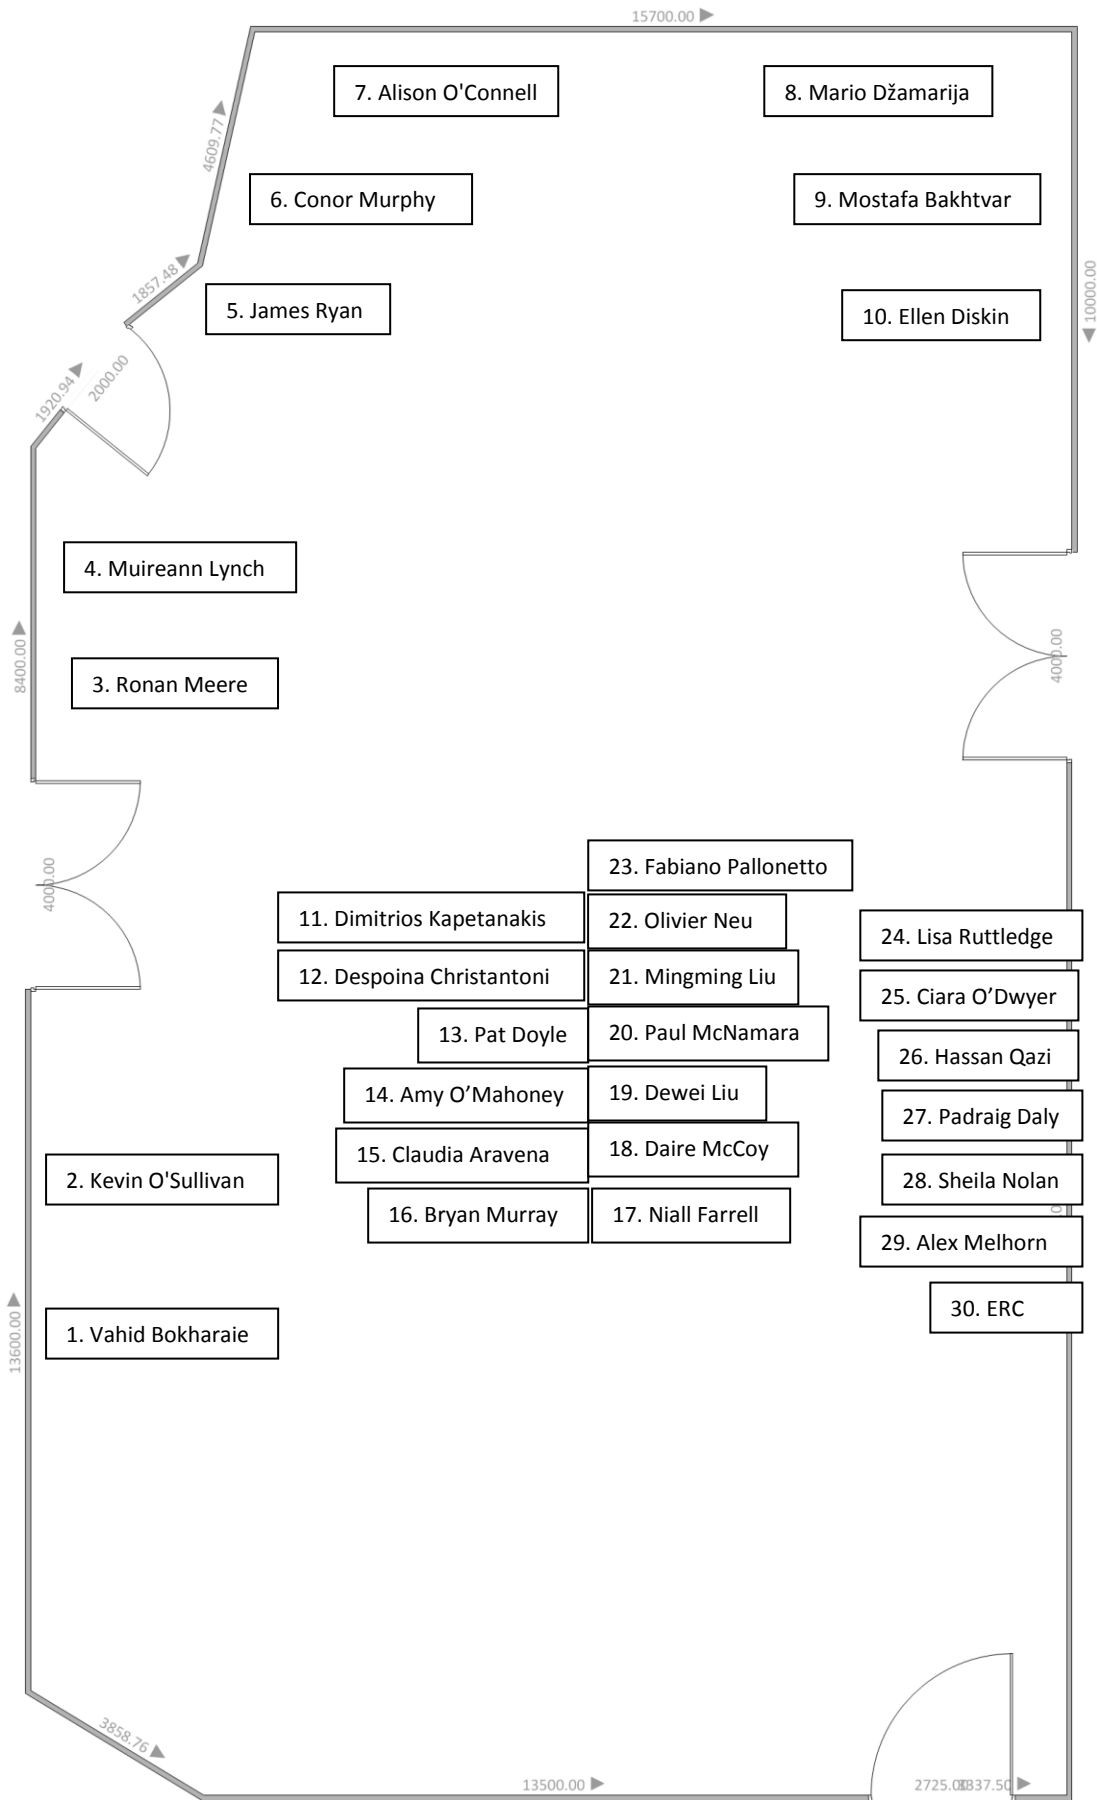 15700.00
7. Alison O'Connell
8. Mario Džamarija
4609.77
6. Conor Murphy
9. Mostafa Bakhtvar
1857.48
5. James Ryan
10. Ellen Diskin
10000.00
1920.94
2000.00
4. Muireann Lynch
8400.00
3. Ronan Meere
4000.00
4000.00
23. Fabiano Pallonetto
11. Dimitrios Kapetanakis
22. Olivier Neu
24. Lisa Ruttledge
12. Despoina Christantoni
21. Mingming Liu
25. Ciara O’Dwyer
13. Pat Doyle
20. Paul McNamara
26. Hassan Qazi
14. Amy O’Mahoney
19. Dewei Liu
27. Padraig Daly
15. Claudia Aravena
18. Daire McCoy
2. Kevin O'Sullivan
28. Sheila Nolan
16. Bryan Murray
17. Niall Farrell
29. Alex Melhorn
30. ERC
1. Vahid Bokharaie
13600.00
3858.76
13500.00
2725.00
3337.50